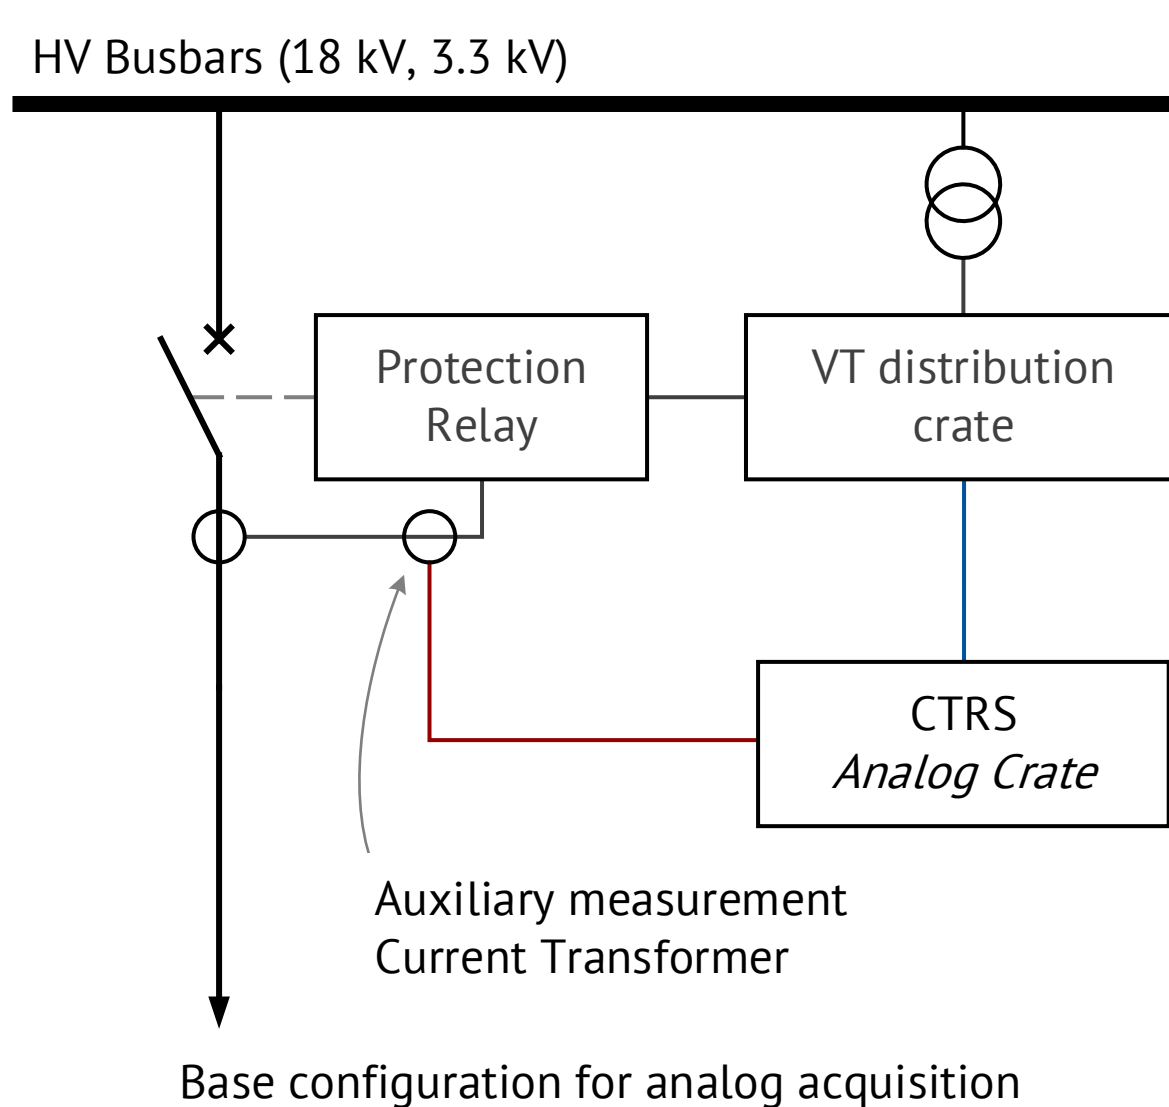 HV Busbars (18 kV, 3.3 kV)
Protection
Relay
VT distribution
crate
CTRS
Analog Crate
Auxiliary measurement
Current Transformer
Base configuration for analog acquisition